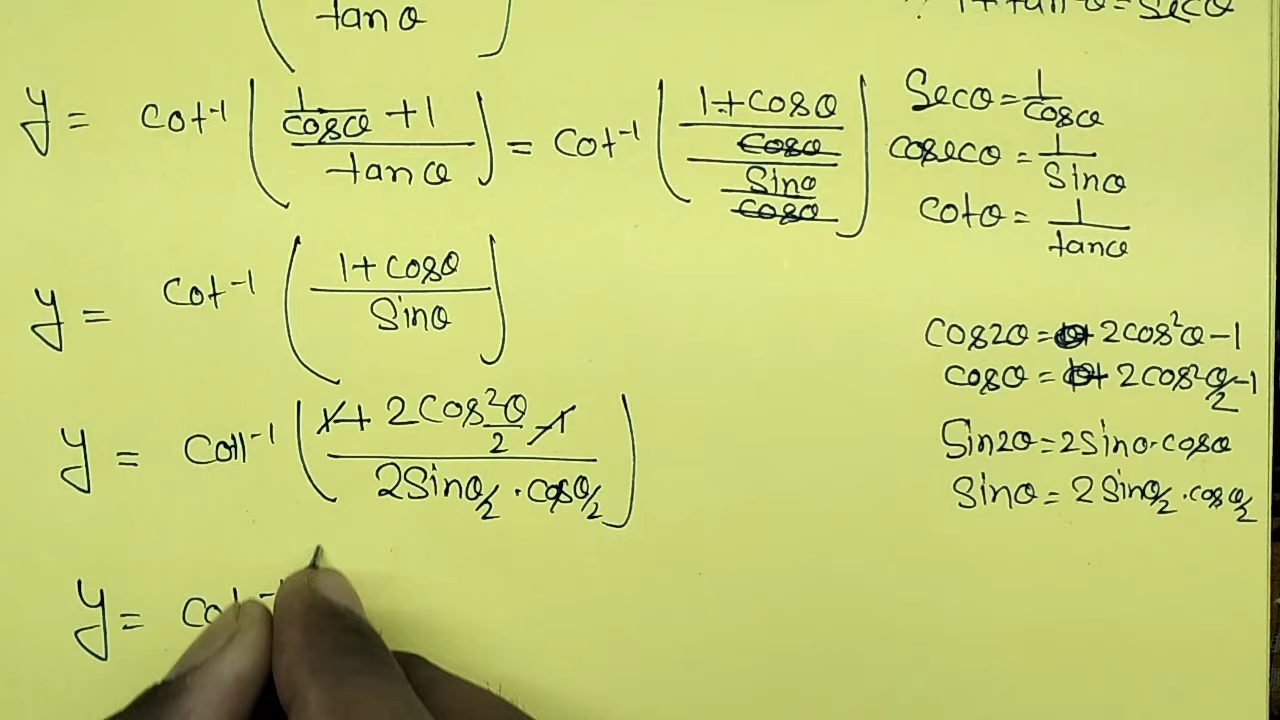 tanθ
1+tan²θ=Sec²θ
y = cot⁻¹ ( (1/cosθ + 1) / tanθ ) = cot⁻¹ ( ((1+cosθ)/cosθ) / (Sinθ/cosθ) )
Secθ = 1/cosθ
cosecθ = 1/Sinθ
cotθ = 1/tanθ
y = cot⁻¹ ( (1+cosθ) / Sinθ )
cos2θ = 2cos²θ-1
cosθ = 2cos²θ/2-1
y = cot⁻¹ ( (1 + 2cos²θ/2 - 1) / (2Sinθ/2 . cosθ/2) )
Sin2θ = 2Sinθ.cosθ
Sinθ = 2Sinθ/2 .cosθ/2
y = cot⁻